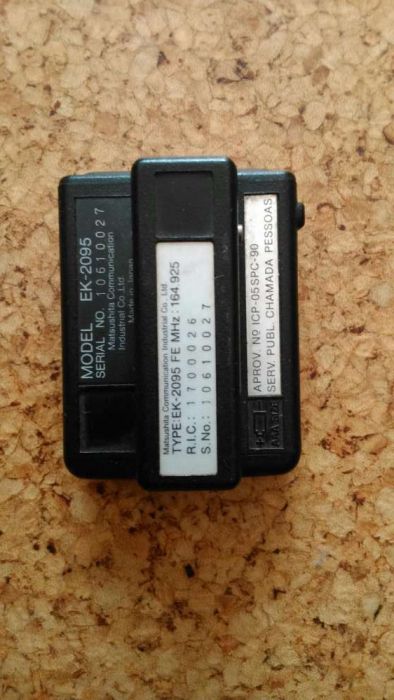 MODEL EK-2095
SERIAL NO. 10610027
Matsushita Communication
Industrial Co., Ltd.
Made in Japan
Matsushita Communication Industrial Co., Ltd.
TYPE:EK-2095 FE MHz: 164.925
R.I.C.: 1700026
S.No.: 10610027
APROV. Nº ICP-05SPC-90
SERV. PUBL. CHAMADA PESSOAS